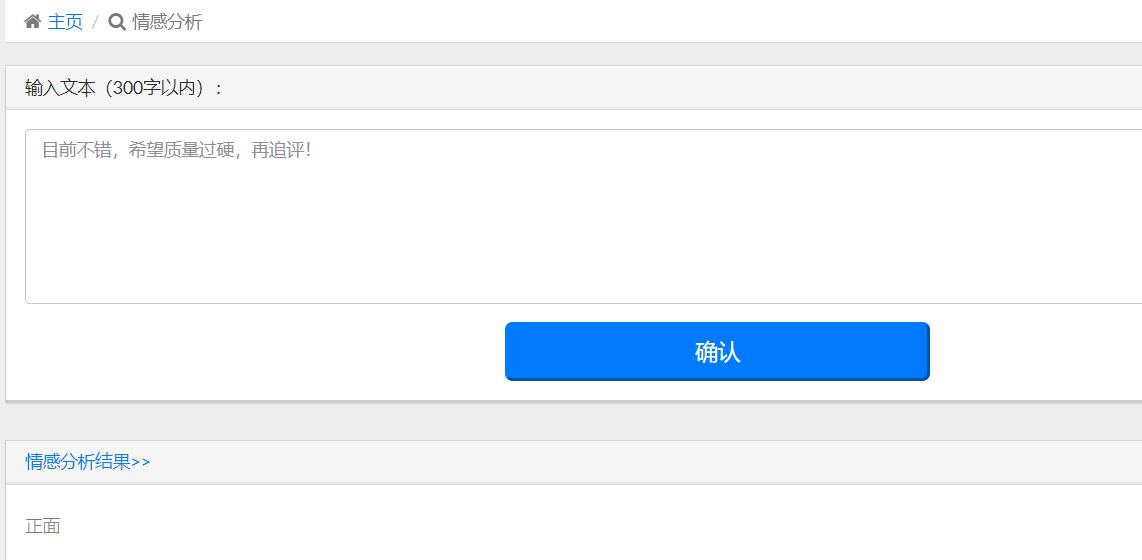 主页 / 情感分析
输入文本（300字以内）：
目前不错，希望质量过硬，再追评！
确认
情感分析结果>>
正面